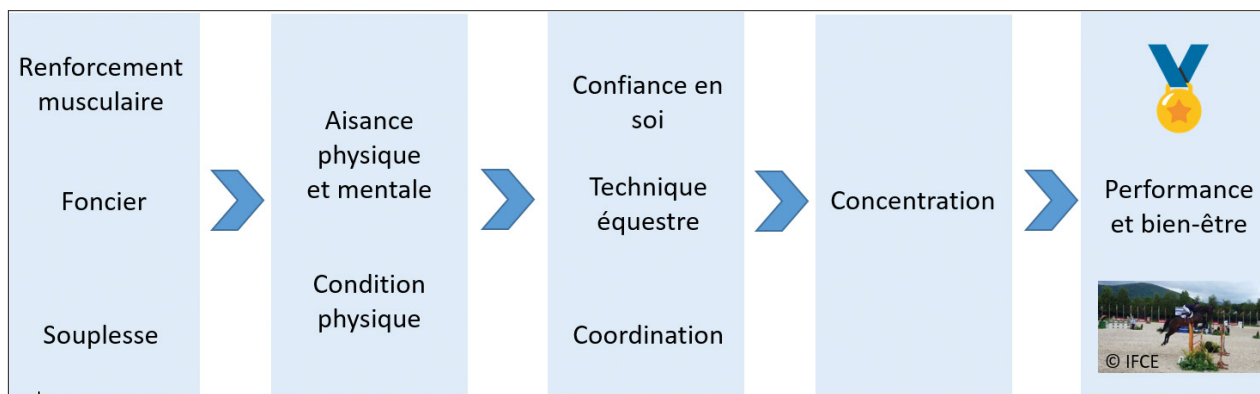 Renforcement
musculaire
Foncier
Souplesse
Aisance
physique
et mentale
Condition
physique
Confiance en
soi
Technique
équestre
Coordination
Concentration
Performance
et bien-être
© IFCE